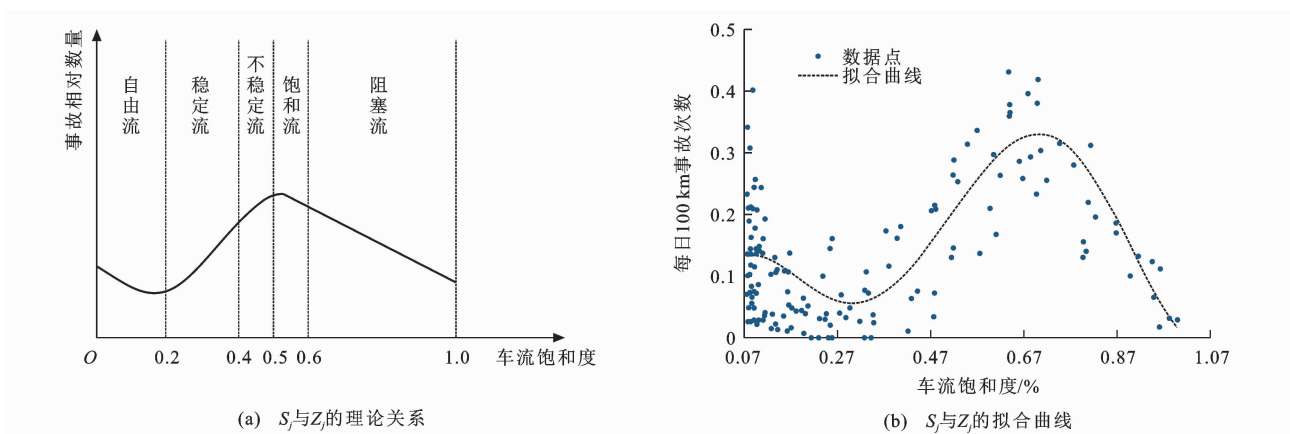 事故相对数量
自由流
稳定流
不稳定流
饱和流
阻塞流
O 0.2 0.4 0.5 0.6 1.0 车流饱和度
(a) Sj与Zj的理论关系
每日100 km事故次数
0.5
0.4
0.3
0.2
0.1
0
数据点
拟合曲线
0.07 0.27 0.47 0.67 0.87 1.07
车流饱和度/%
(b) Sj与Zj的拟合曲线